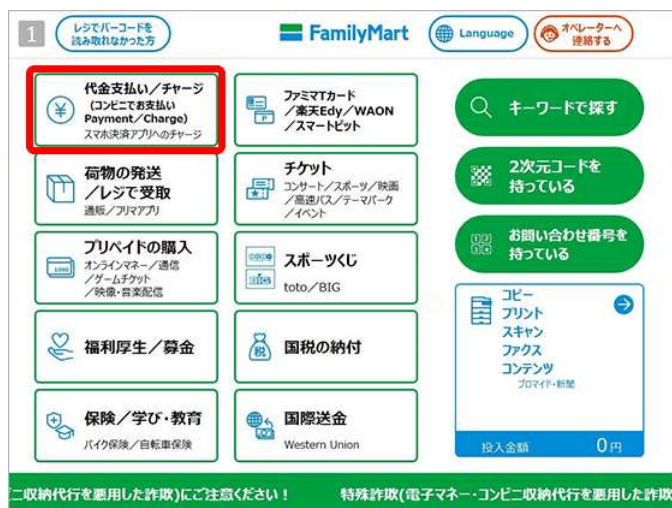 1
レジでバーコードを
読み取れなかった方
FamilyMart
Language
オペレーターへ
連絡する
代金支払い/チャージ
(コンビニでお支払い
Payment/Charge)
スマホ決済アプリへのチャージ
ファミマTカード
/楽天Edy/WAON
/スマートピット
キーワードで探す
荷物の発送
/レジで受取
通販/フリマアプリ
チケット
コンサート/スポーツ/映画
/高速バス/テーマパーク
/イベント
2次元コードを
持っている
プリペイドの購入
オンラインマネー/通信
/ゲームチケット
/映像・音楽配信
スポーツくじ
toto/BIG
お問い合わせ番号を
持っている
コピー
プリント
スキャン
ファクス
コンテンツ
ブロマイド・新聞
福利厚生/募金
税
国税の納付
保険/学び・教育
バイク保険/自転車保険
国際送金
Western Union
投入金額 0円
ニ収納代行を悪用した詐欺)にご注意ください! 特殊詐欺(電子マネー・コンビニ収納代行を悪用した詐欺